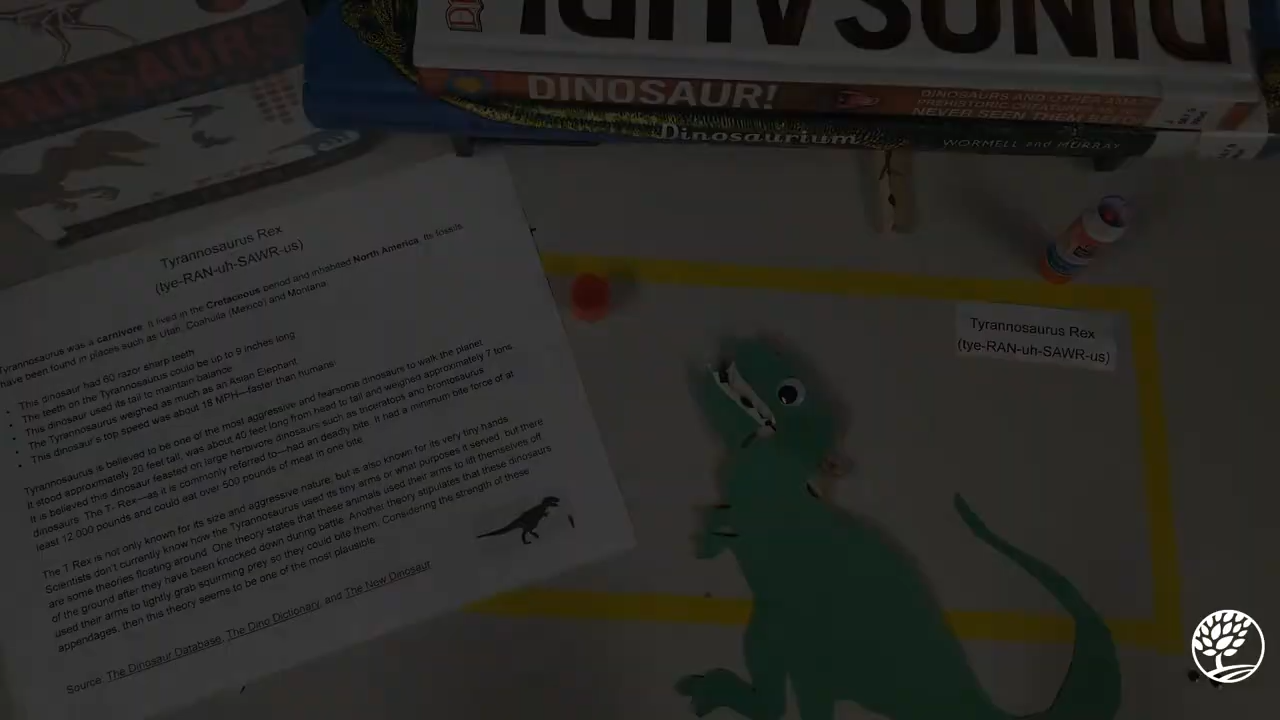 DINOSAURS
DINOSAUR!
DINOSAURS AND OTHER
PREHISTORIC
NEVER SEEN THEM
Dinosaurium
WORMELL and MURRAY
Tyrannosaurus Rex
(tye-RAN-uh-SAWR-us)
Tyrannosaurus was a carnivore. It lived in the Cretaceous period and inhabited North America. Its fossils
have been found in places such as Utah, Coahuila (Mexico) and Montana.
• This dinosaur had 60 razor sharp teeth
• The teeth on the Tyrannosaurus could be up to 9 inches long
• This dinosaur used its tail to maintain balance
• The Tyrannosaurus weighed as much as an Asian Elephant.
• This dinosaur's top speed was about 18 MPH—faster than humans!
Tyrannosaurus is believed to be one of the most aggressive and fearsome dinosaurs to walk the planet.
It stood approximately 20 feet tall, was about 40 feet long from head to tail and weighed approximately 7 tons.
It is believed this dinosaur feasted on large herbivore dinosaurs such as triceratops and brontosaurus
dinosaurs. The T- Rex—as it is commonly referred to—had an deadly bite. It had a minimum bite force of at
least 12,000 pounds and could eat over 500 pounds of meat in one bite.
The T Rex is not only known for its size and aggressive nature, but is also known for its very tiny hands.
Scientists don't currently know how the Tyrannosaurus used its tiny arms or what purposes it served, but there
are some theories floating around. One theory states that these animals used their arms to lift themselves off
of the ground after they have been knocked down during battle. Another theory stipulates that these dinosaurs
used their arms to tightly grab squirming prey so they could bite them. Considering the strength of those
appendages, then this theory seems to be one of the most plausible.
Source: The Dinosaur Database, The Dino Dictionary, and The New Dinosaur
Tyrannosaurus Rex
(tye-RAN-uh-SAWR-us)